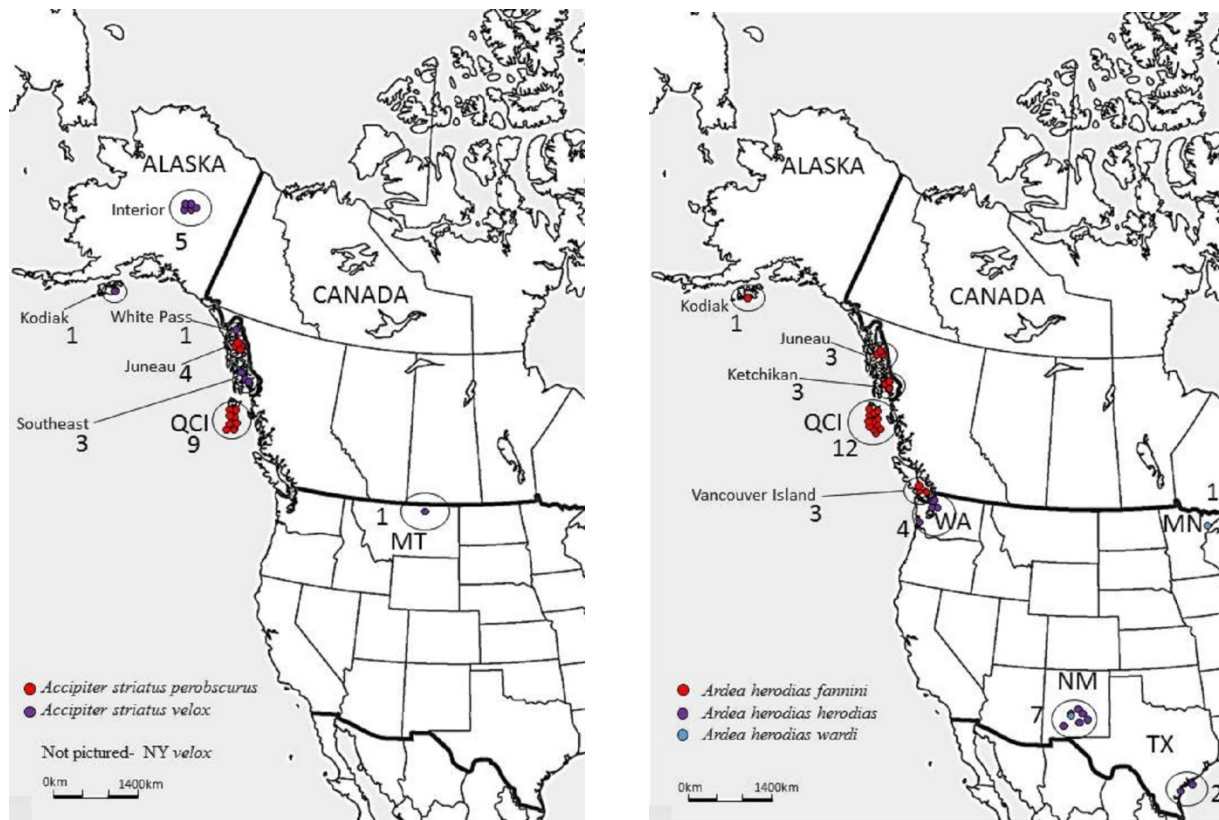 ALASKA
Interior
5
CANADA
Kodiak
1
White Pass
1
Juneau
4
Southeast
3
QCI
9
1
MT
Accipiter striatus perobscurus
Accipiter striatus velox
Not pictured- NY velox
0km 1400km
ALASKA
CANADA
Kodiak
1
Juneau
3
Ketchikan
3
QCI
12
Vancouver Island
3
4
WA
1
MN
NM
7
TX
2
Ardea herodias fannini
Ardea herodias herodias
Ardea herodias wardi
0km 1400km